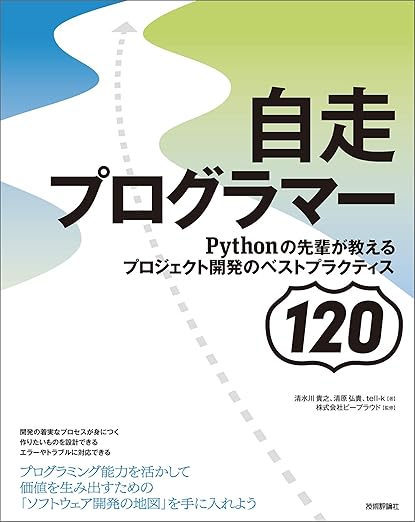 自走
プログラマー
Pythonの先輩が教える
プロジェクト開発のベストプラクティス
120
清水川 貴之、清原 弘貴、tell-k［著］
株式会社ビープラウド［監修］
開発の着実なプロセスが身につく
作りたいものを設計できる
エラーやトラブルに対応できる
プログラミング能力を活かして
価値を生み出すための
「ソフトウェア開発の地図」を手に入れよう
技術評論社